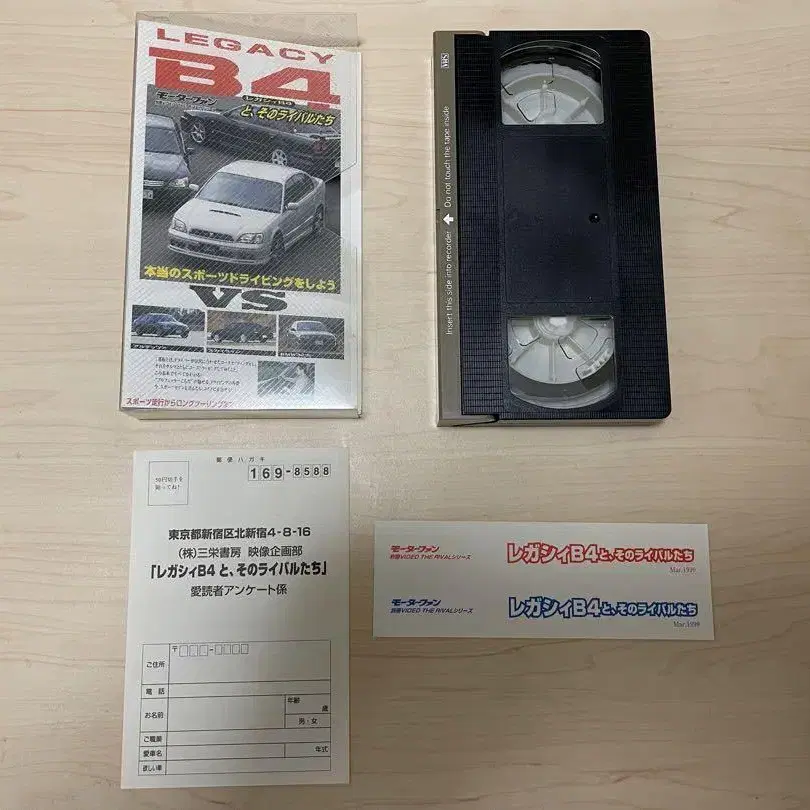 LEGACY
B4
モーターファン
レガシィB4
と、そのライバルたち
本当のスポーツドライビングをしよう
VS
スポーツ走行からロングツーリングまで
VHS
Insert this side into recorder
Do not touch the tape inside
郵便ハガキ
169-8588
50円切手を
貼ってね!
東京都新宿区北新宿4-8-16
(株)三栄書房 映像企画部
「レガシィB4 と、そのライバルたち」
愛読者アンケート係
〒
ご住所
電話
お名前
年齢
歳
男・女
ご職業
愛車名
年式
欲しい車
モーターファン
別冊VIDEO THE RIVALシリーズ
レガシィB4と、そのライバルたち
Mar.1999
モーターファン
別冊VIDEO THE RIVALシリーズ
レガシィB4と、そのライバルたち
Mar.1999